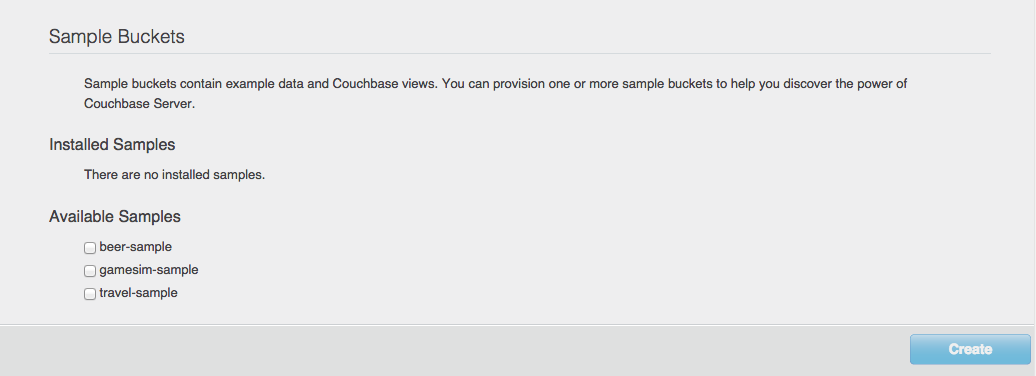 Sample Buckets
Sample buckets contain example data and Couchbase views. You can provision one or more sample buckets to help you discover the power of
Couchbase Server.
Installed Samples
There are no installed samples.
Available Samples
beer-sample
gamesim-sample
travel-sample
Create